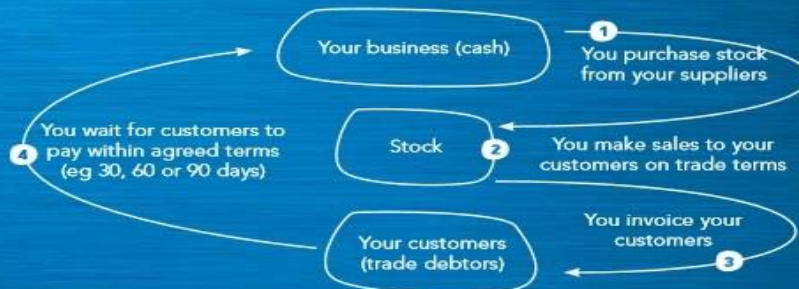 Your business (cash)
1
You purchase stock
from your suppliers
Stock
2
You make sales to your
customers on trade terms
You invoice your
customers
3
Your customers
(trade debtors)
4
You wait for customers to
pay within agreed terms
(eg 30, 60 or 90 days)